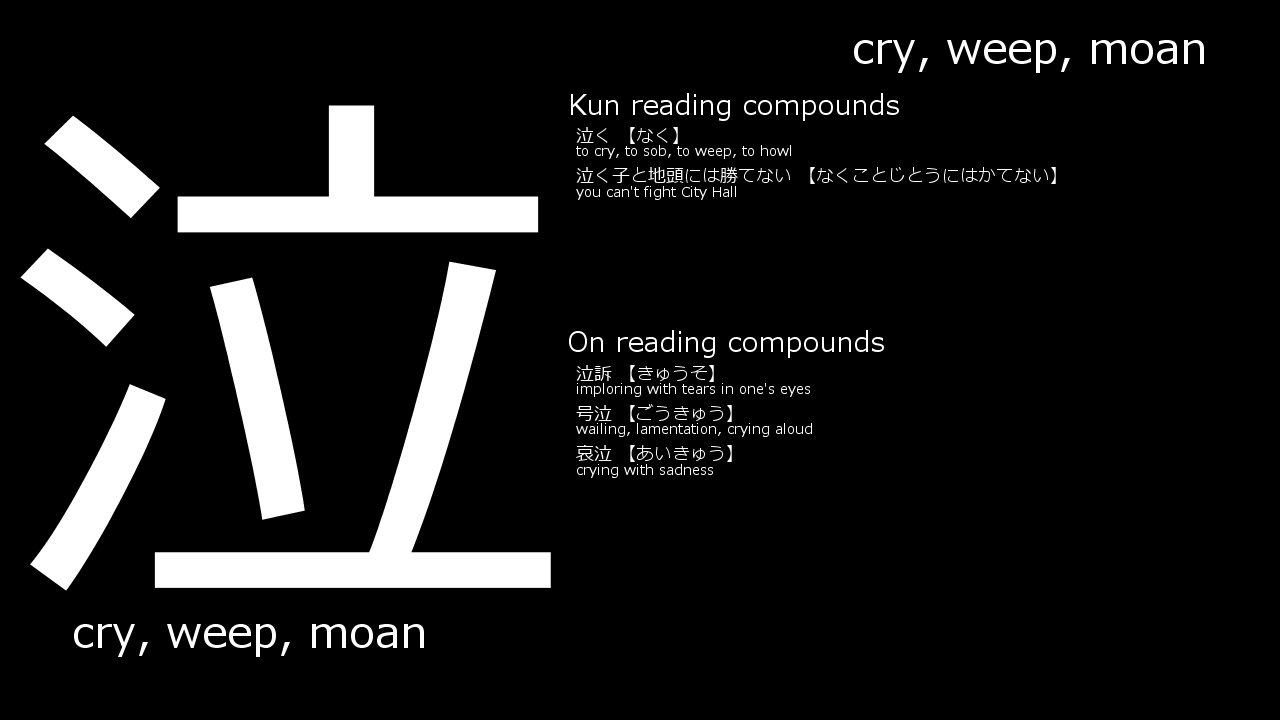 cry, weep, moan
泣
Kun reading compounds
泣く 【なく】
to cry, to sob, to weep, to howl
泣く子と地頭には勝てない 【なくことじとうにはかてない】
you can't fight City Hall
On reading compounds
泣訴 【きゅうそ】
imploring with tears in one's eyes
号泣 【ごうきゅう】
wailing, lamentation, crying aloud
哀泣 【あいきゅう】
crying with sadness
cry, weep, moan